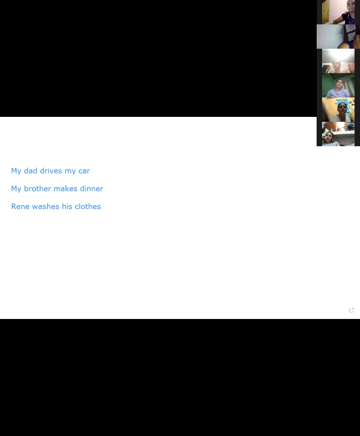 My dad drives my car
My brother makes dinner
Rene washes his clothes